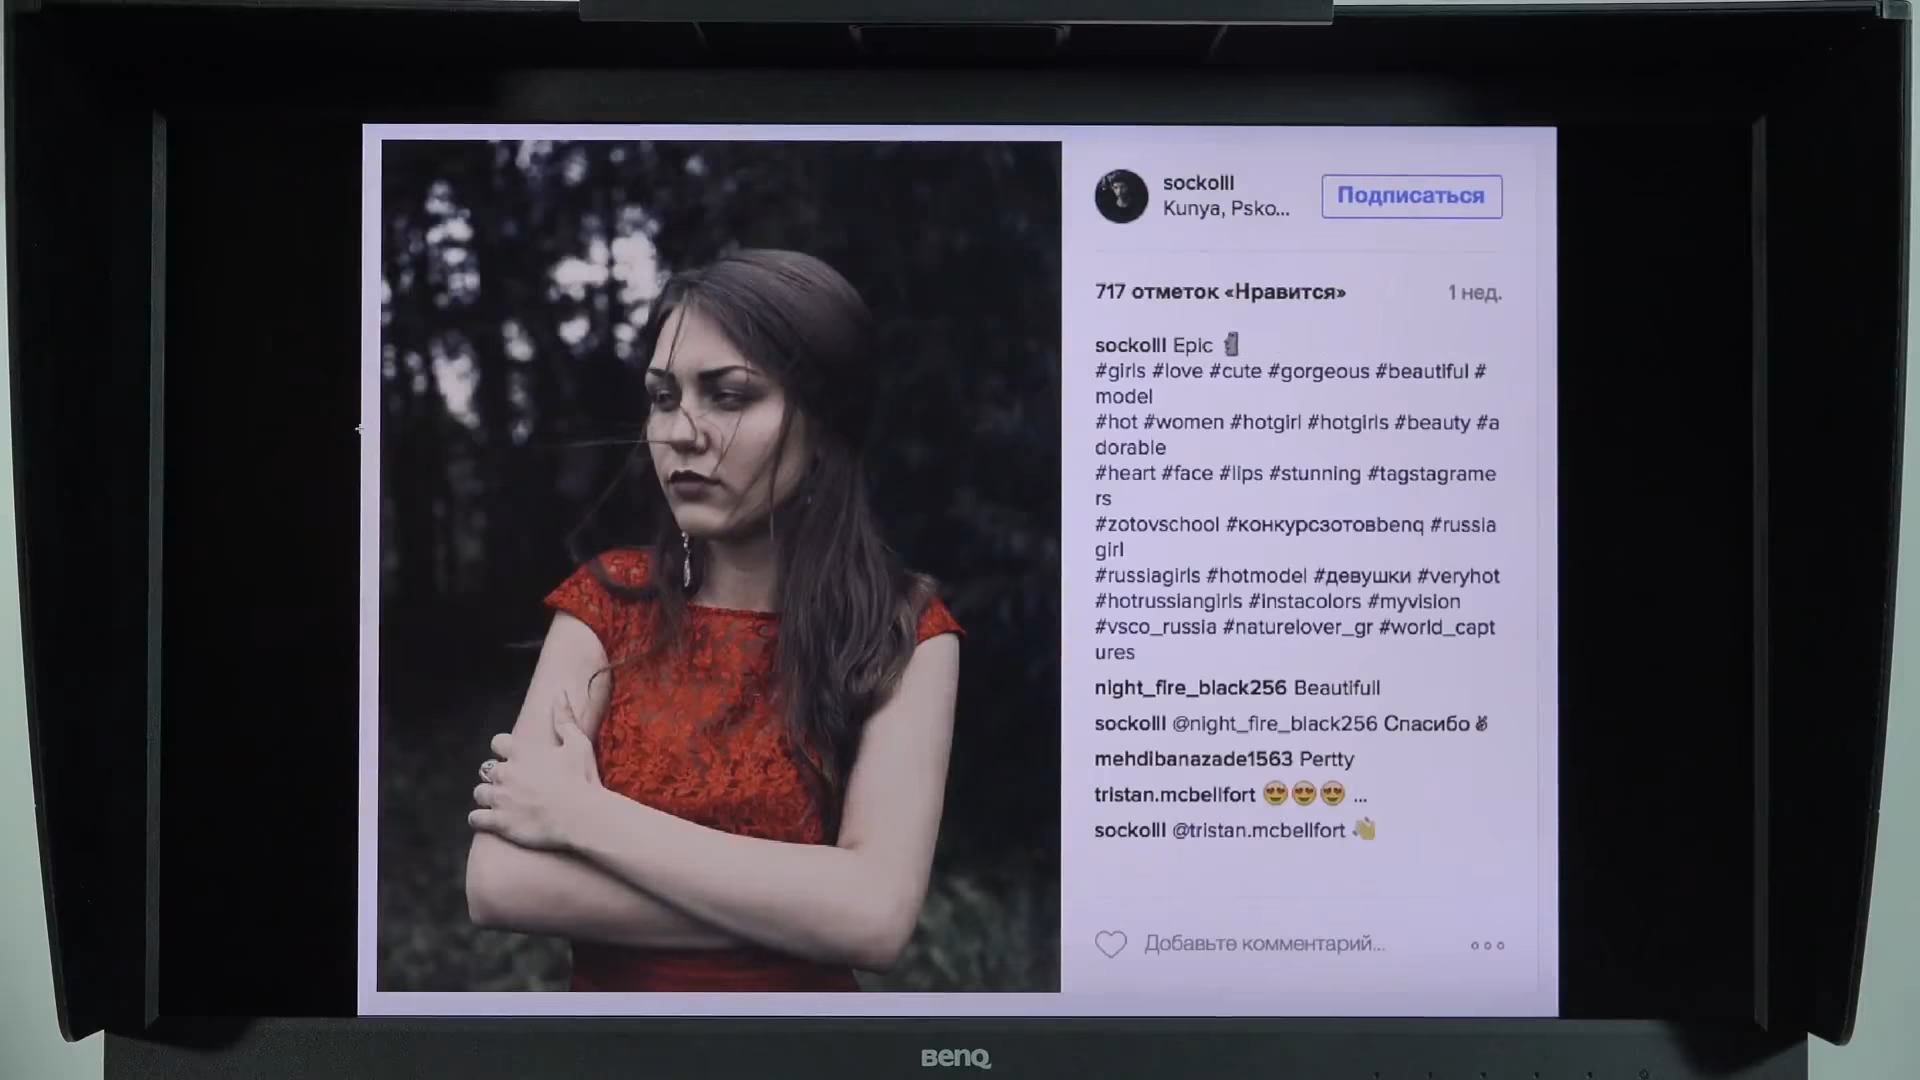 sockolll
Kunya, Psko...
Подписаться
717 отметок «Нравится»
1 нед.
sockolll Epic 🗿
#girls #love #cute #gorgeous #beautiful #
model
#hot #women #hotgirl #hotgirls #beauty #a
dorable
#heart #face #lips #stunning #tagstagrame
rs
#zotovschool #конкурсзотовbenq #russia
girl
#russiagirls #hotmodel #девушки #veryhot
#hotrussiangirls #instacolors #myvision
#vsco_russia #naturelover_gr #world_capt
ures
night_fire_black256 Beautifull
sockolll @night_fire_black256 Спасибо✌
mehdibanazade1563 Pertty
tristan.mcbellfort 😍😍😍 ...
sockolll @tristan.mcbellfort 👏
Добавьте комментарий...
BenQ